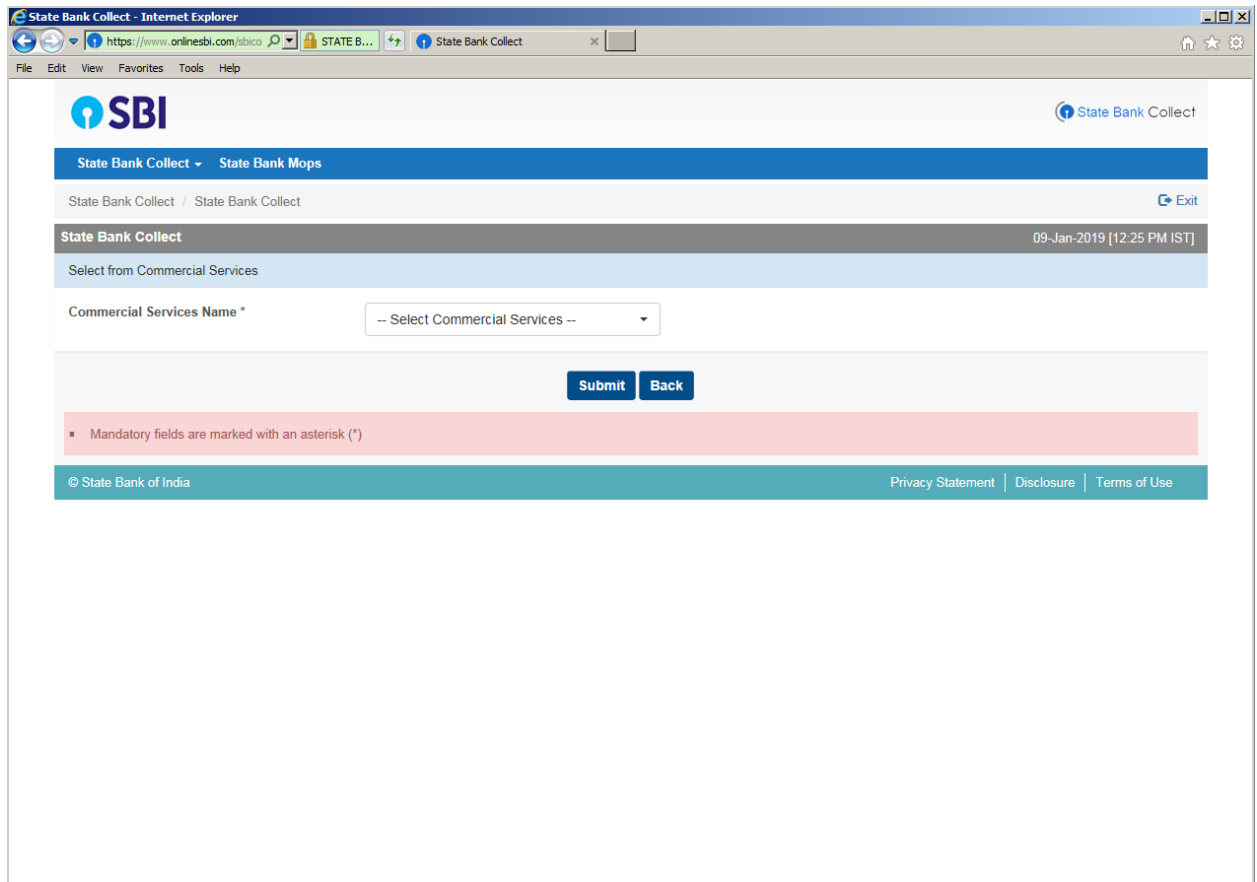 State Bank Collect - Internet Explorer
https://www.onlinesbi.com/sbico STATE B... State Bank Collect
File Edit View Favorites Tools Help
SBI
State Bank Collect
State Bank Collect State Bank Mops
State Bank Collect / State Bank Collect Exit
State Bank Collect 09-Jan-2019 [12:25 PM IST]
Select from Commercial Services
Commercial Services Name * -- Select Commercial Services --
Submit Back
Mandatory fields are marked with an asterisk (*)
© State Bank of India Privacy Statement | Disclosure | Terms of Use